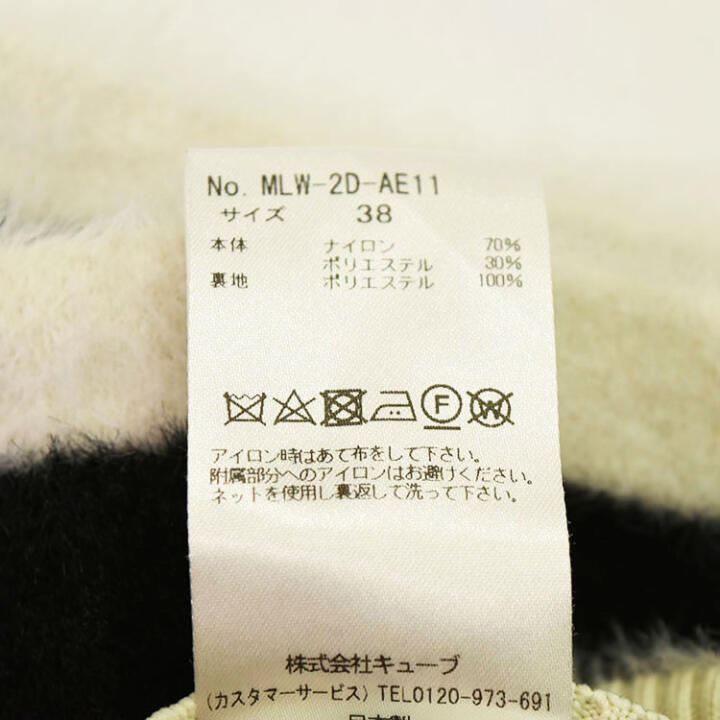 No. MLW-2D-AE11
サイズ 38
本体 ナイロン 70%
ポリエステル 30%
裏地 ポリエステル 100%
F W
アイロン時はあて布をして下さい。
附属部分へのアイロンはお避けください。
ネットを使用し裏返して洗って下さい。
株式会社キューブ
(カスタマーサービス) TEL0120-973-691
日本製